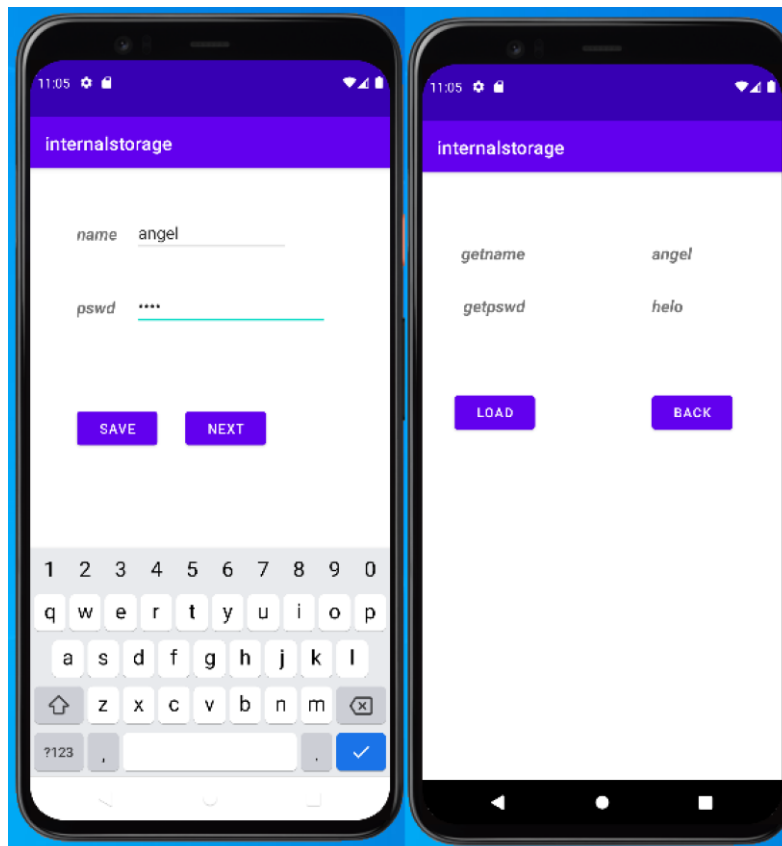 11:05
internalstorage
name angel
pswd ••••
SAVE NEXT
1 2 3 4 5 6 7 8 9 0
q w e r t y u i o p
a s d f g h j k l
z x c v b n m
?123 , .
11:05
internalstorage
getname angel
getpswd helo
LOAD BACK